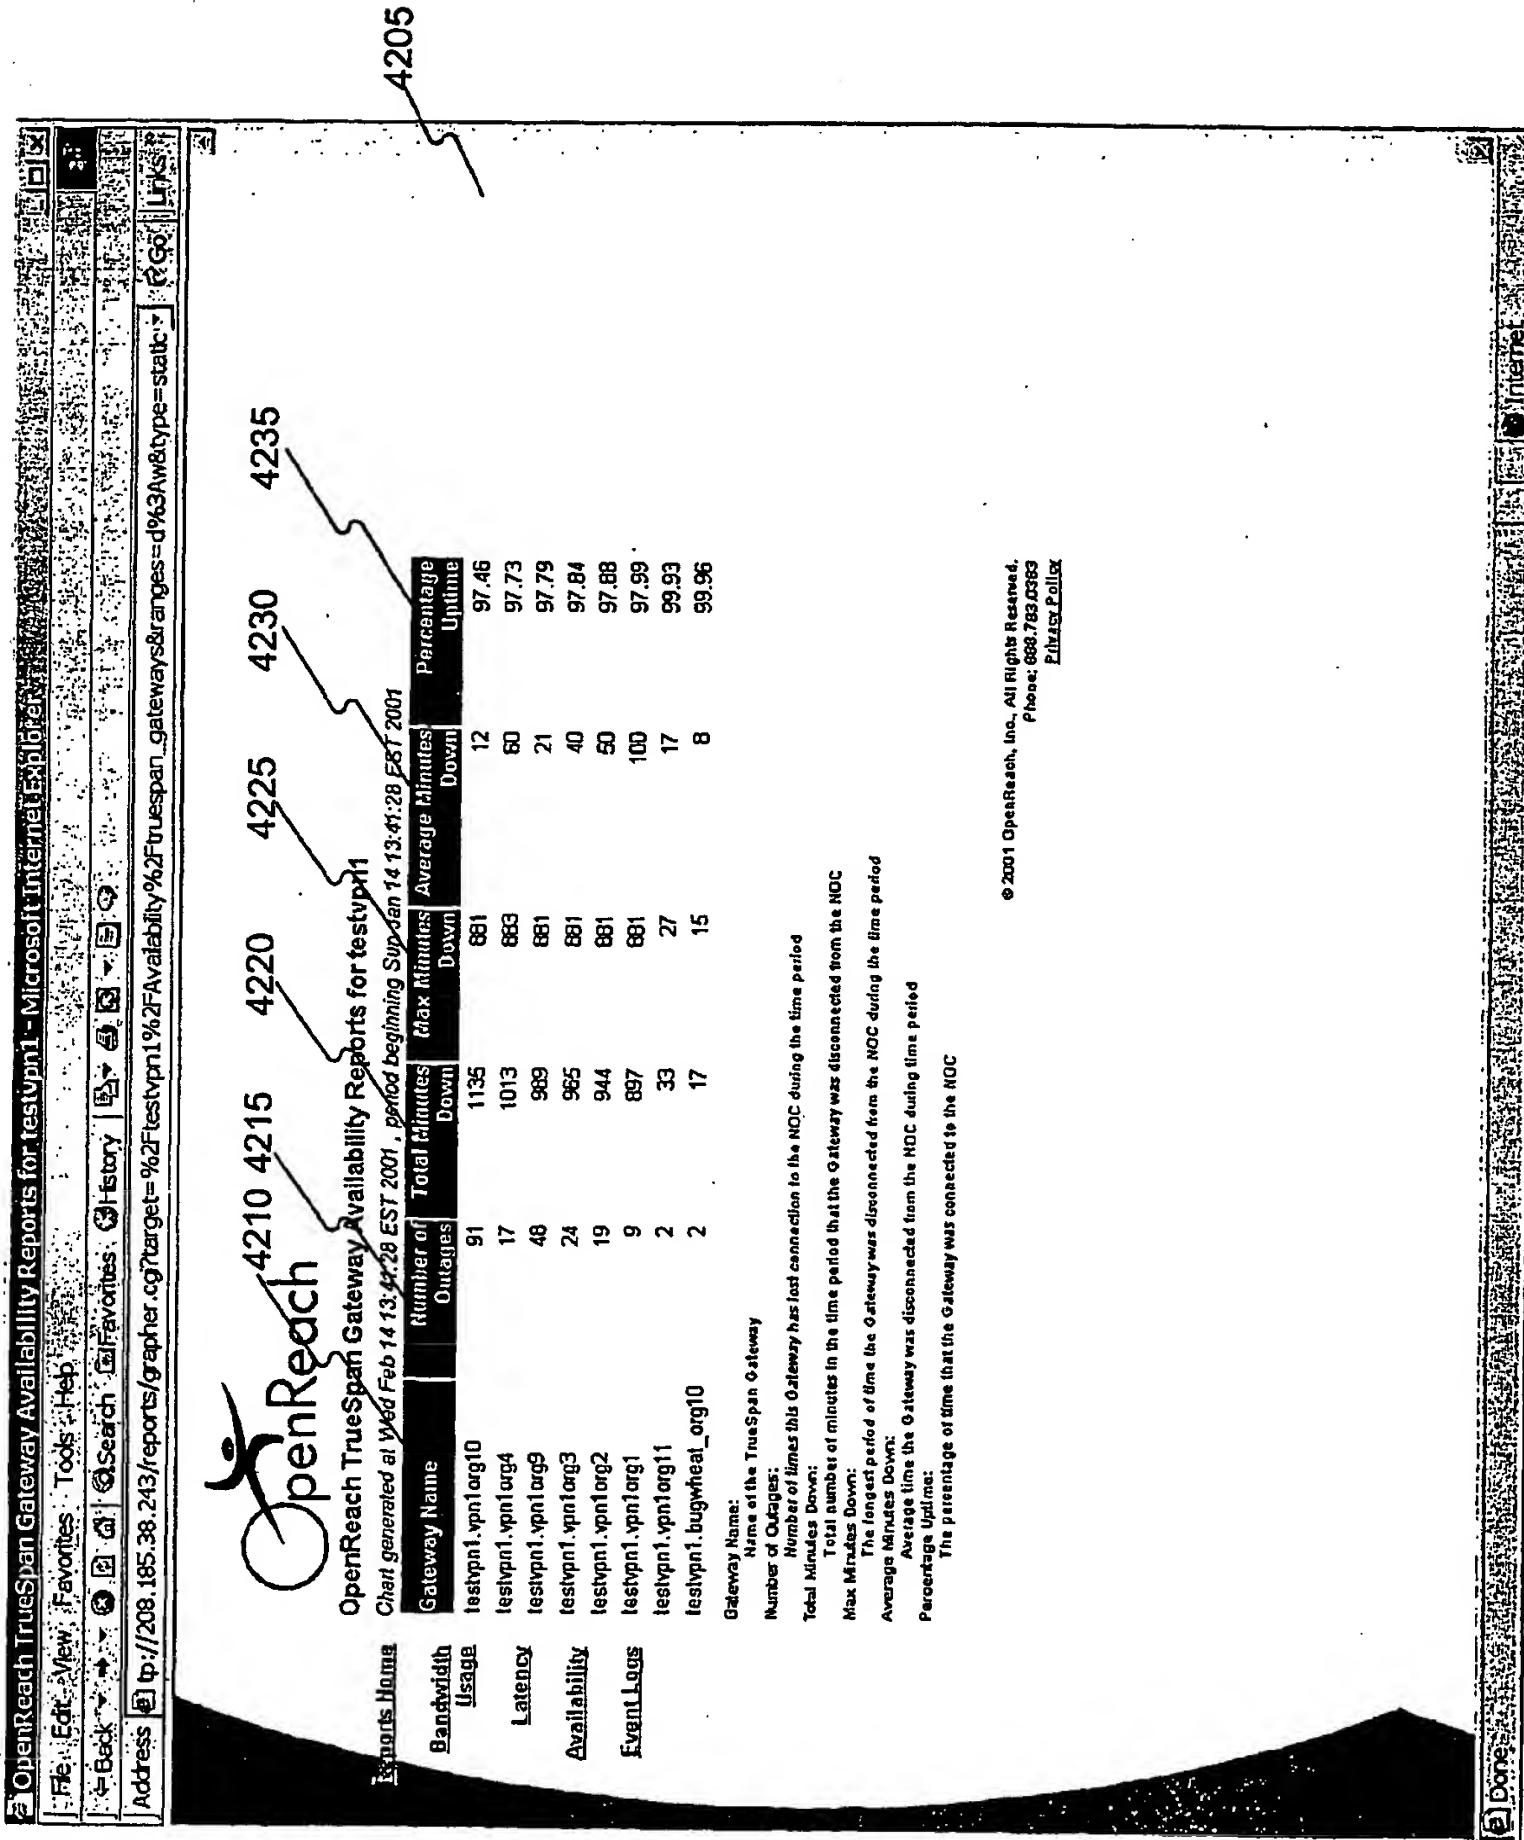 OpenReach TrueSpan Gateway Availability Reports for testvpn1 - Microsoft Internet Explorer
File Edit View Favorites Tools Help
Back Search Favorites History
Address tp://208.185.38.243/reports/grapher.cgi?target=%2Ftestvpn1%2FAvailability%2Ftruespan_gateways&ranges=d%3Aw&type=static Go Links
4205
4210 4215 4220 4225 4230 4235
OpenReach
OpenReach TrueSpan Gateway Availability Reports for testvpn1
Chart generated at Wed Feb 14 13:41:28 EST 2001 , period beginning Sun Jan 14 13:41:28 EST 2001
Reports Home
Bandwidth Usage
Latency
Availability
Event Logs
Gateway Name Number of Outages Total Minutes Down Max Minutes Down Average Minutes Down Percentage Uptime
testvpn1.vpn1org10 91 1135 881 12 97.46
testvpn1.vpn1org4 17 1013 883 60 97.73
testvpn1.vpn1org9 48 989 881 21 97.79
testvpn1.vpn1org3 24 965 881 40 97.84
testvpn1.vpn1org2 19 944 881 50 97.88
testvpn1.vpn1org1 9 897 881 100 97.99
testvpn1.vpn1org11 2 33 27 17 99.93
testvpn1.bugwheat_org10 2 17 15 8 99.96
Gateway Name:
Name of the TrueSpan Gateway
Number of Outages:
Number of times this Gateway has lost connection to the NOC during the time period
Total Minutes Down:
Total number of minutes in the time period that the Gateway was disconnected from the NOC
Max Minutes Down:
The longest period of time the Gateway was disconnected from the NOC during the time period
Average Minutes Down:
Average time the Gateway was disconnected from the NOC during time period
Percentage Uptime:
The percentage of time that the Gateway was connected to the NOC
© 2001 OpenReach, Inc., All Rights Reserved.
Phone: 888.783.0383
Privacy Policy
Done Internet